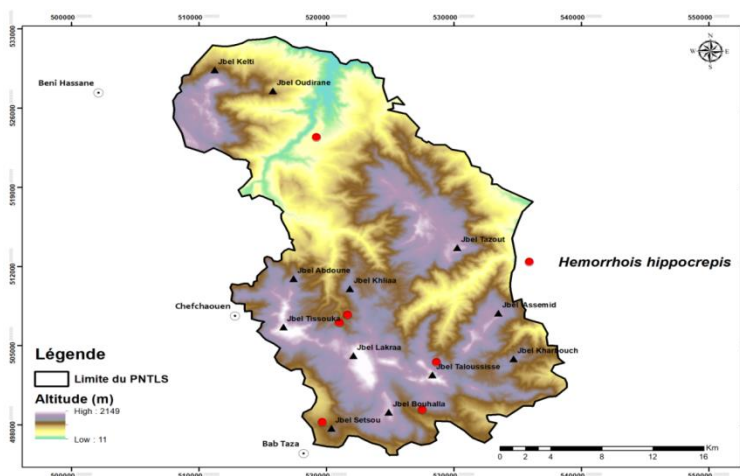 500000 510000 520000 530000 540000 550000
533000
526000
519000
512000
505000
498000
N
W E
S
Jbel Kelti
Beni Hassane
Jbel Oudirane
Jbel Tazout
Hemorrhois hippocrepis
Jbel Abdoune
Jbel Khliaa
Chefchaouen
Jbel Assemid
Jbel Tissouka
Jbel Lakraa
Jbel Kharbouch
Jbel Taloussisse
Jbel Bouhalla
Jbel Setsou
Bab Taza
Légende
Limite du PNTLS
Altitude (m)
High : 2149
Low : 11
Km
0 2 4 8 12 16
500000 510000 520000 530000 540000 550000